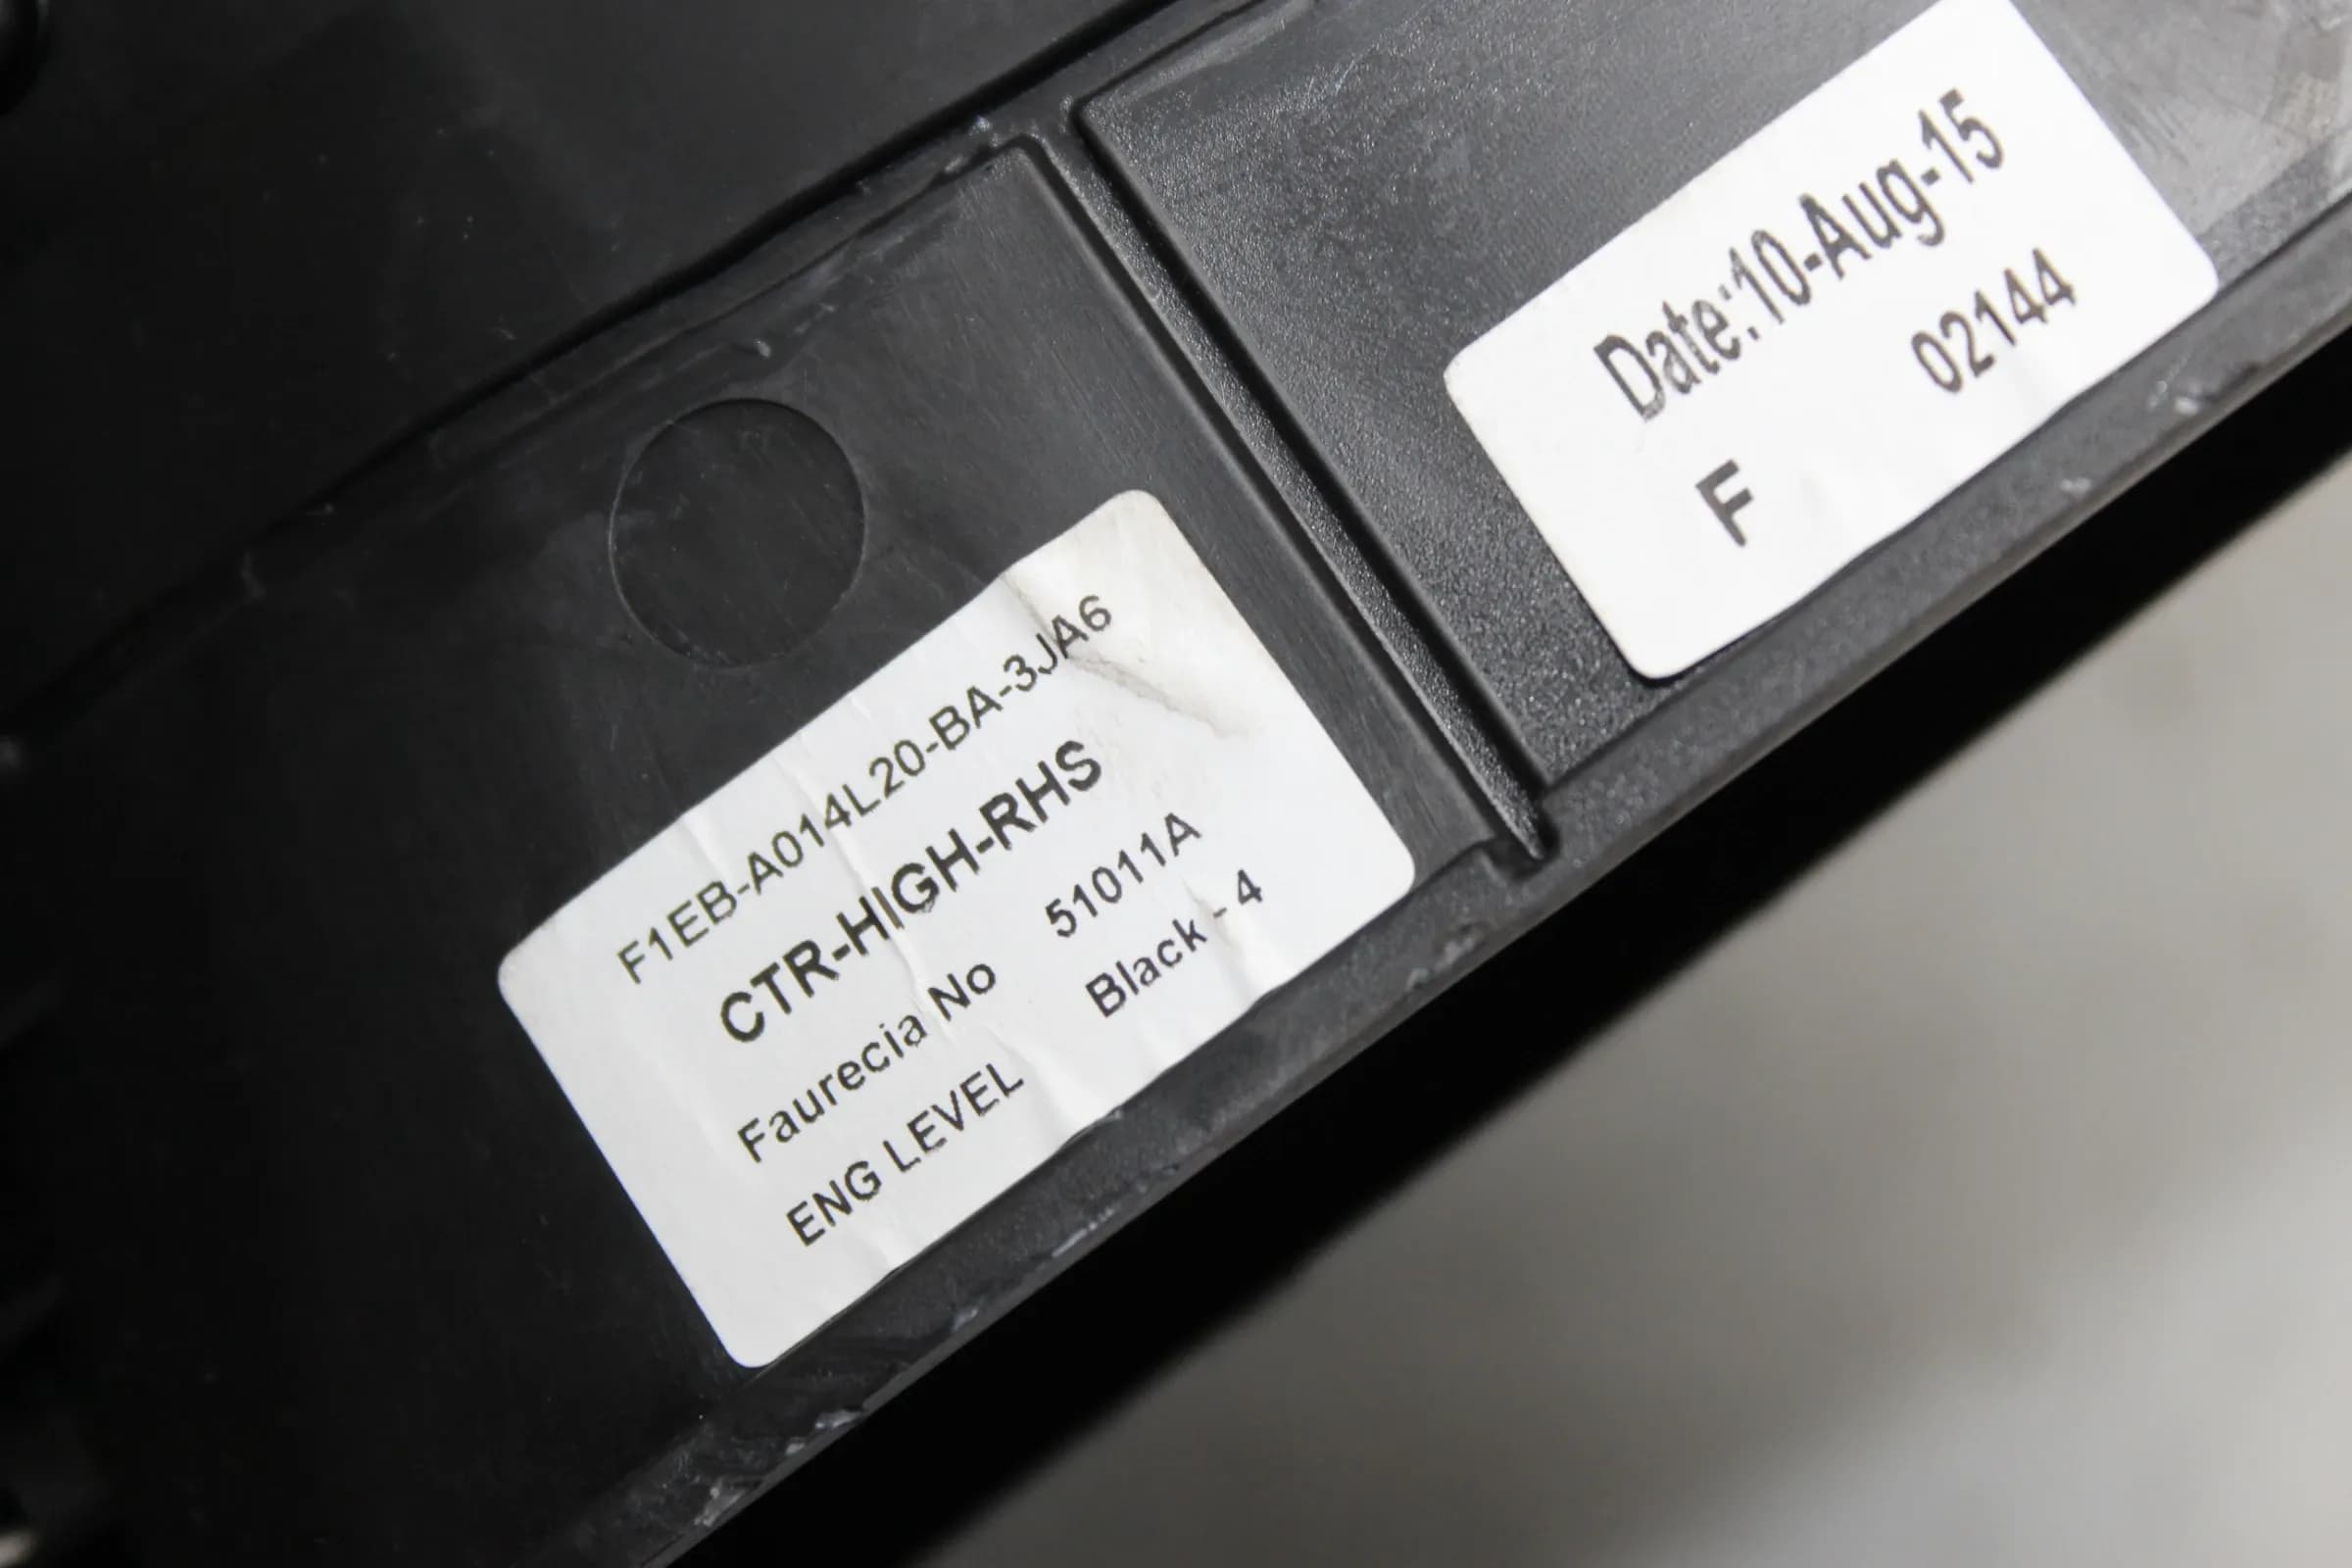 F1EB-A014L20-BA-3JA6
CTR-HIGH-RHS
Faurecia No 51011A
ENG LEVEL Black - 4
Date:10-Aug-15
02144
F